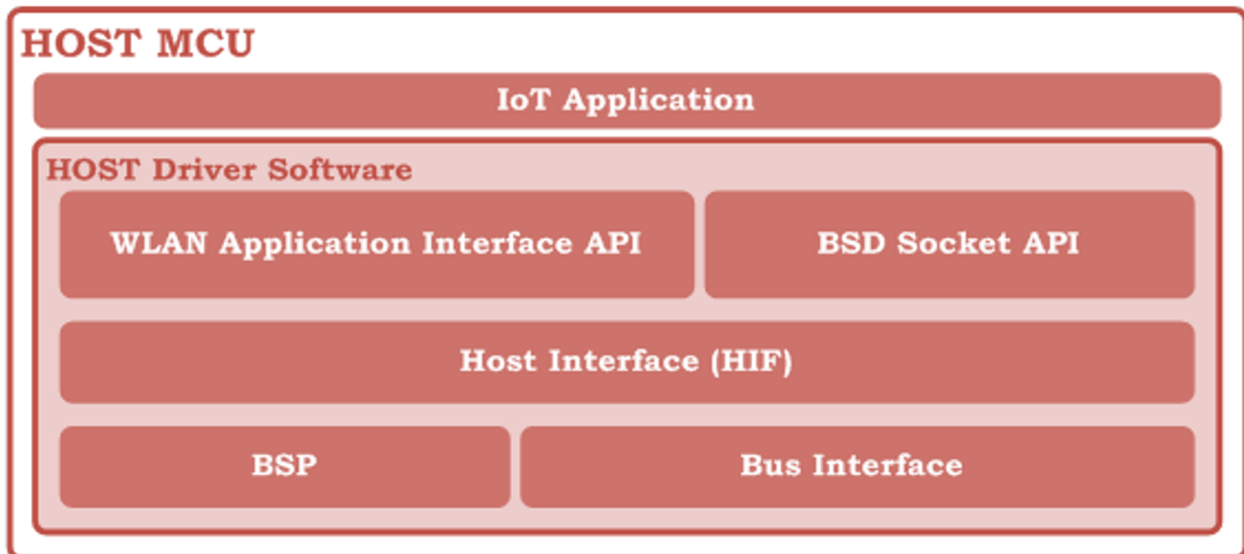 HOST MCU
IoT Application
HOST Driver Software
WLAN Application Interface API
BSD Socket API
Host Interface (HIF)
BSP
Bus Interface